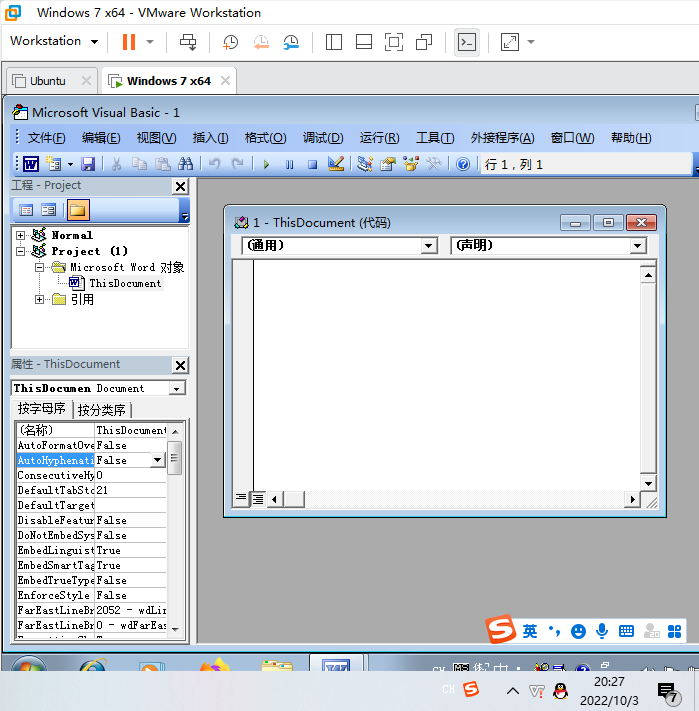 Windows 7 x64 - VMware Workstation
Workstation
Ubuntu
Windows 7 x64
Microsoft Visual Basic - 1
文件(F) 编辑(E) 视图(V) 插入(I) 格式(O) 调试(D) 运行(R) 工具(T) 外接程序(A) 窗口(W) 帮助(H)
行 1，列 1
工程 - Project
Normal
Project (1)
Microsoft Word 对象
ThisDocument
引用
1 - ThisDocument (代码)
(通用) (声明)
属性 - ThisDocument
ThisDocumen Document
按字母序 按分类序
(名称) ThisDocument
AutoFormatOve False
AutoHyphenati False
ConsecutiveHy 0
DefaultTabSto 21
DefaultTarget
DisableFeatur False
DoNotEmbedSys False
EmbedLinguist True
EmbedSmartTag True
EmbedTrueType False
EnforceStyle False
FarEastLineBr 2052 - wdLin
FarEastLineBr 0 - wdFarEas
英
CH
20:27
2022/10/3
7